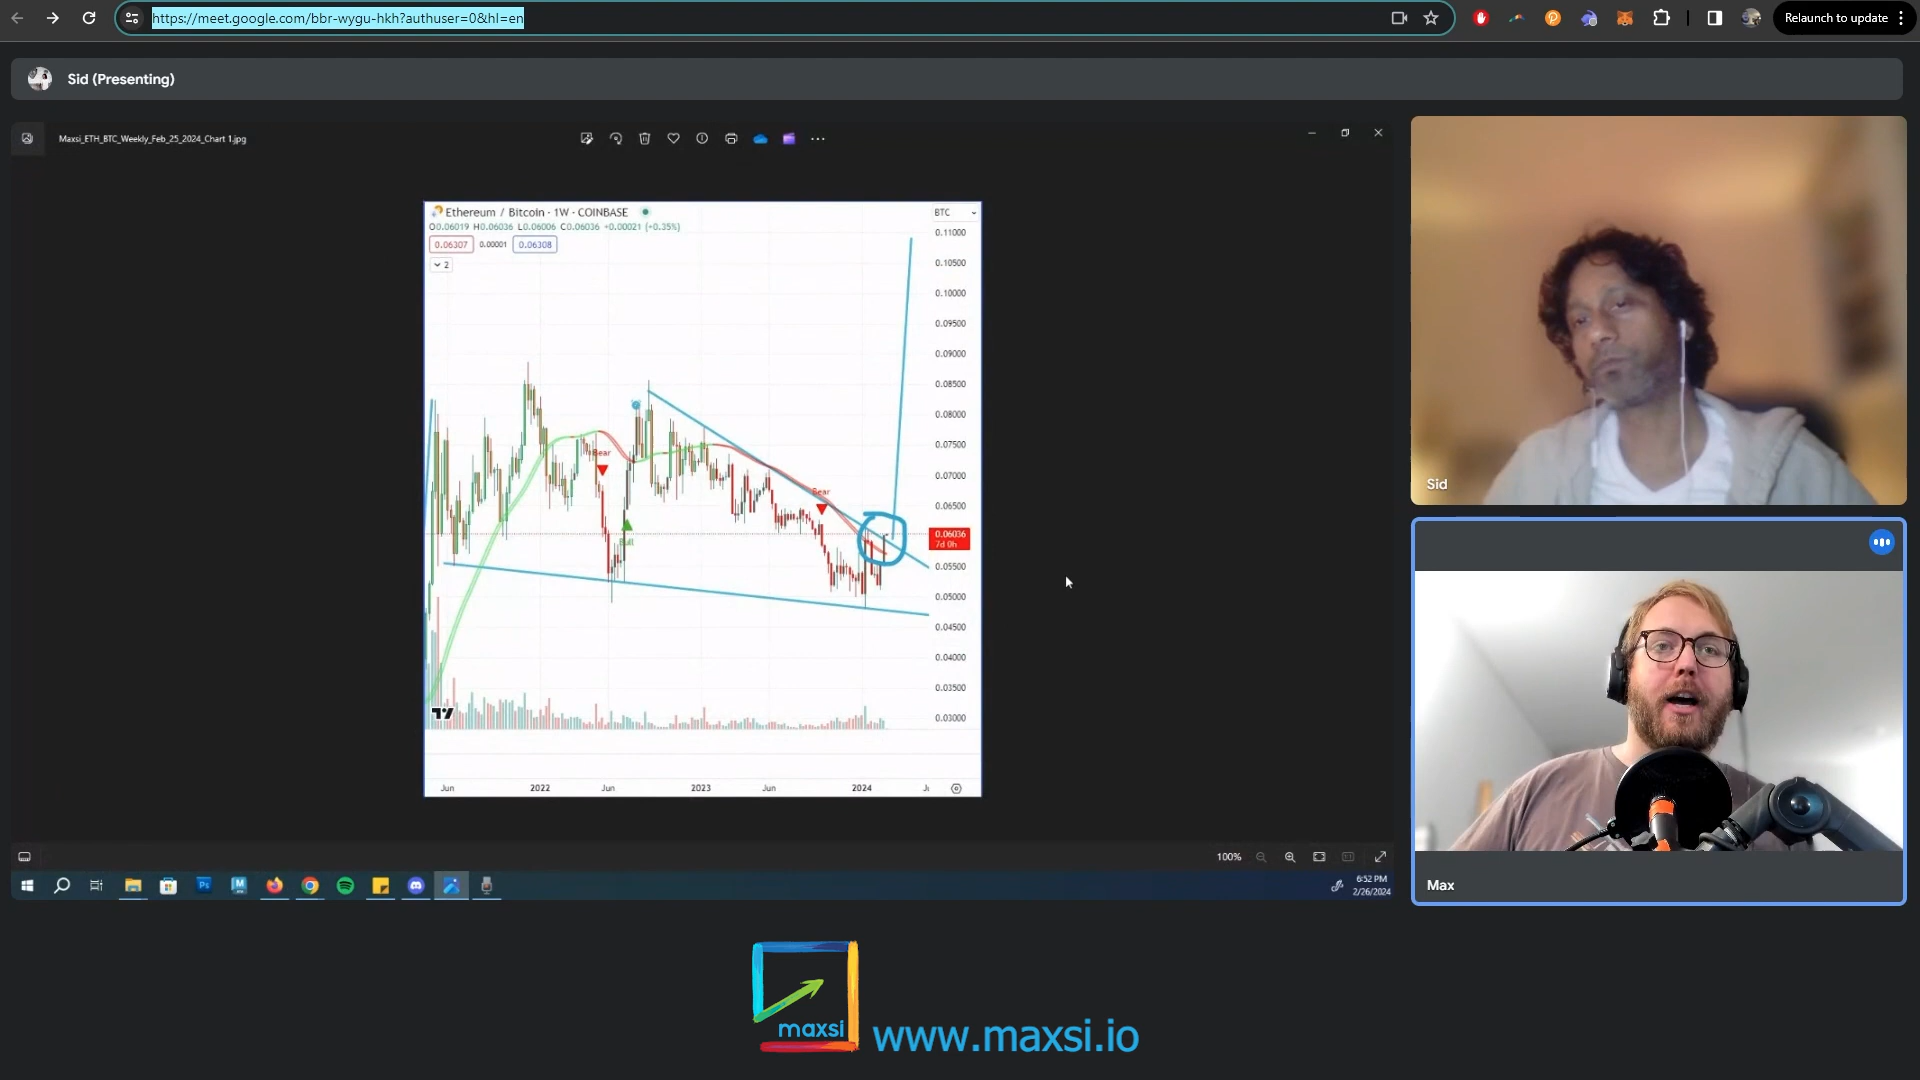 https://meet.google.com/bbr-wygu-hkh?authuser=0&hl=en
Relaunch to update
Sid (Presenting)
Maxsi_ETH_BTC_Weekly_Feb_25_2024_Chart 1.jpg
Ethereum / Bitcoin · 1W · COINBASE
BTC
O0.06019 H0.06036 L0.06006 C0.06036 +0.00021 (+0.35%)
0.06307 0.00001 0.06308
2
0.11000
0.10500
0.10000
0.09500
0.09000
0.08500
0.08000
0.07500
0.07000
0.06500
0.06036
7d 0h
0.05500
0.05000
0.04500
0.04000
0.03500
0.03000
Bear
Bull
Bear
Jun 2022 Jun 2023 Jun 2024
100%
6:52 PM
2/26/2024
Sid
Max
maxsi
www.maxsi.io